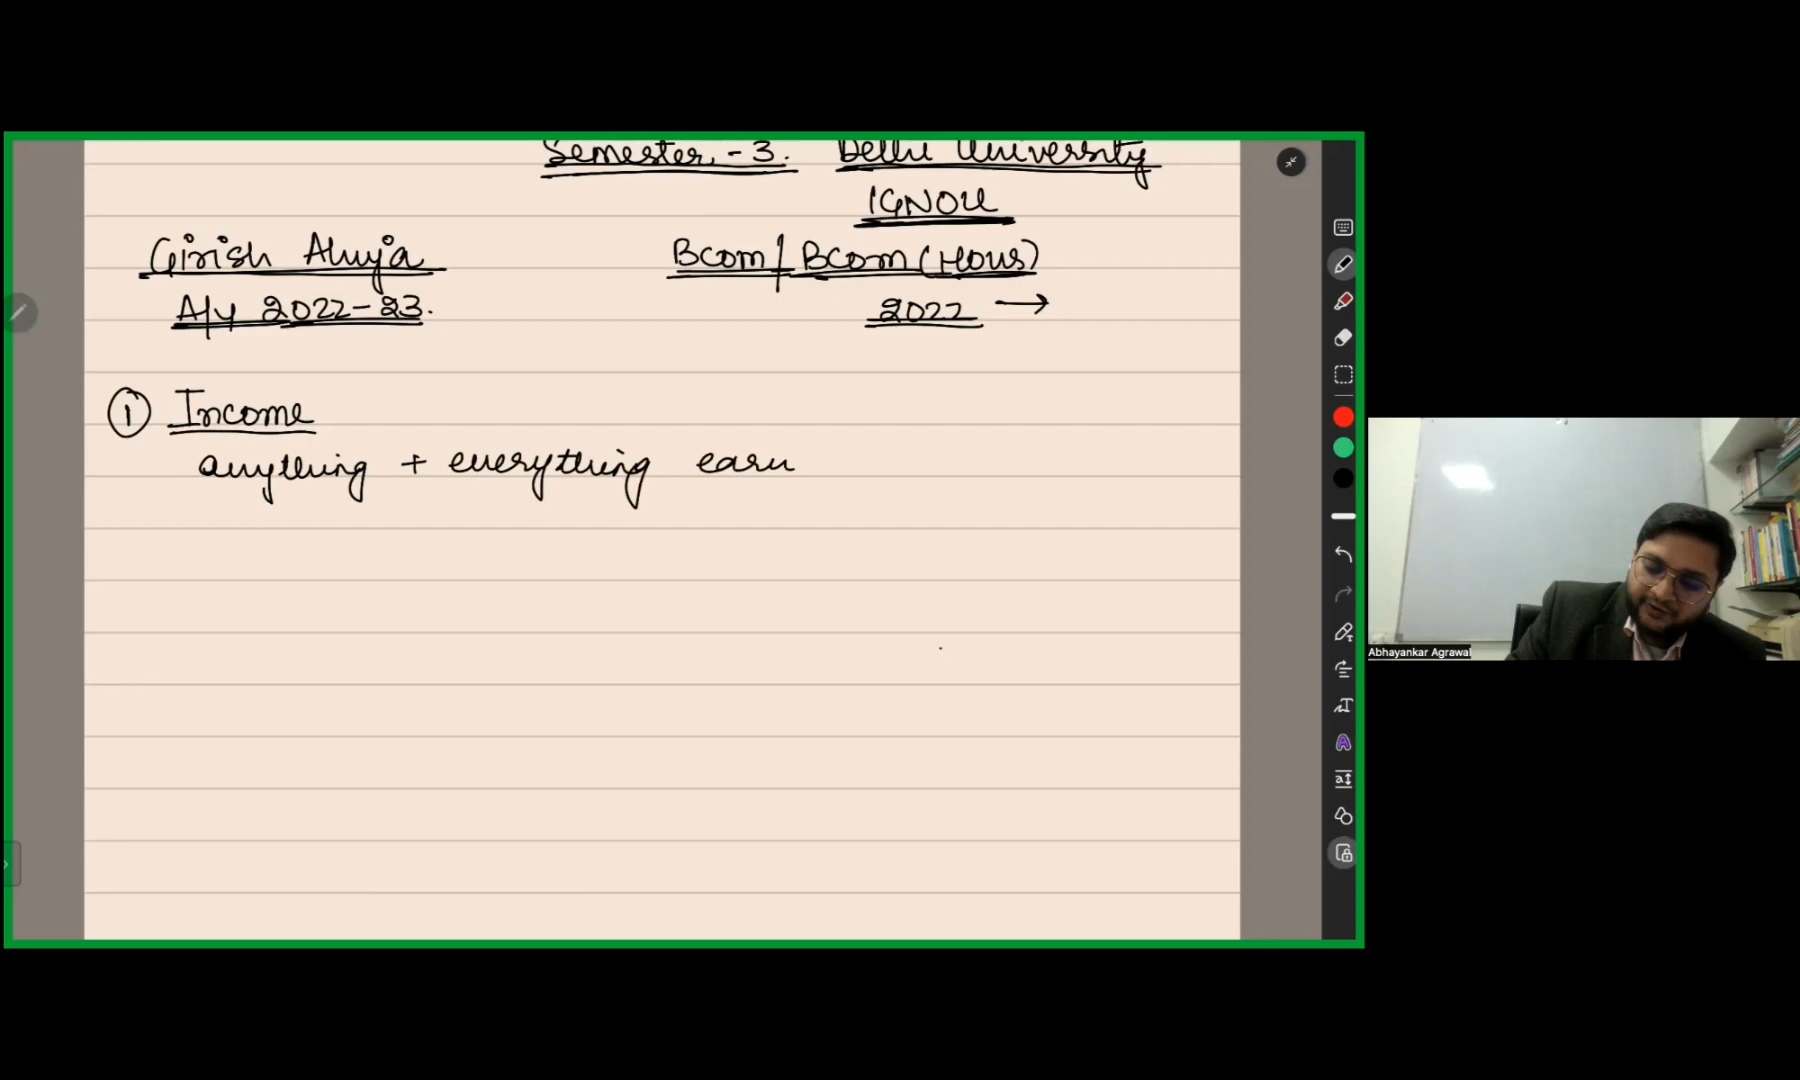 Semester - 3. Delhi University
IGNOU
Girish Ahuja Bcom / Bcom (Hons)
A/y 2022-23. 2022 →
① Income
anything + everything earn
Abhayankar Agrawal